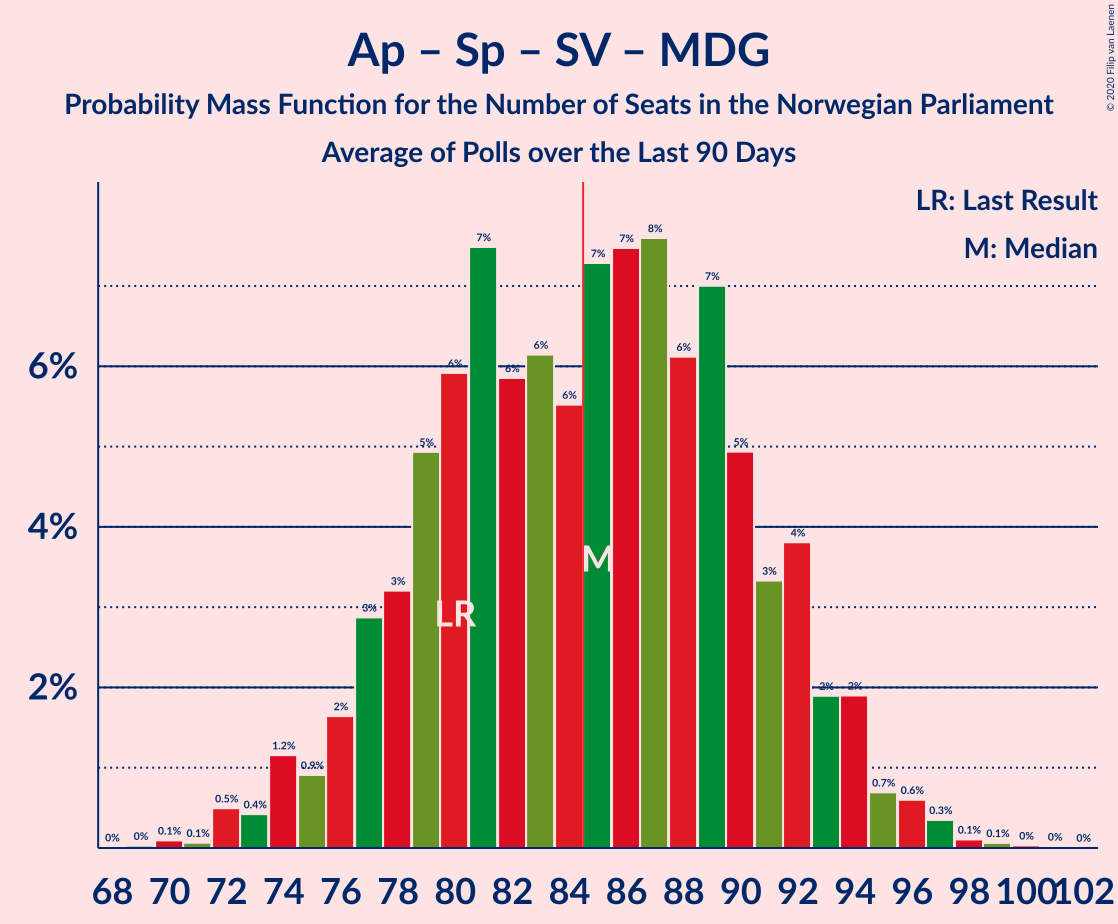 Ap – Sp – SV – MDG
Probability Mass Function for the Number of Seats in the Norwegian Parliament
Average of Polls over the Last 90 Days
© 2020 Filip van Laenen
LR: Last Result
M: Median
6%
4%
2%
0% 0% 0.1% 0.1% 0.5% 0.4% 1.2% 0.9% 2% 3% 3% 5% 6% 7% 6% 6% 6% 7% 7% 8% 6% 7% 5% 3% 4% 2% 2% 0.7% 0.6% 0.3% 0.1% 0.1% 0% 0% 0%
LR
M
68 70 72 74 76 78 80 82 84 86 88 90 92 94 96 98 100 102